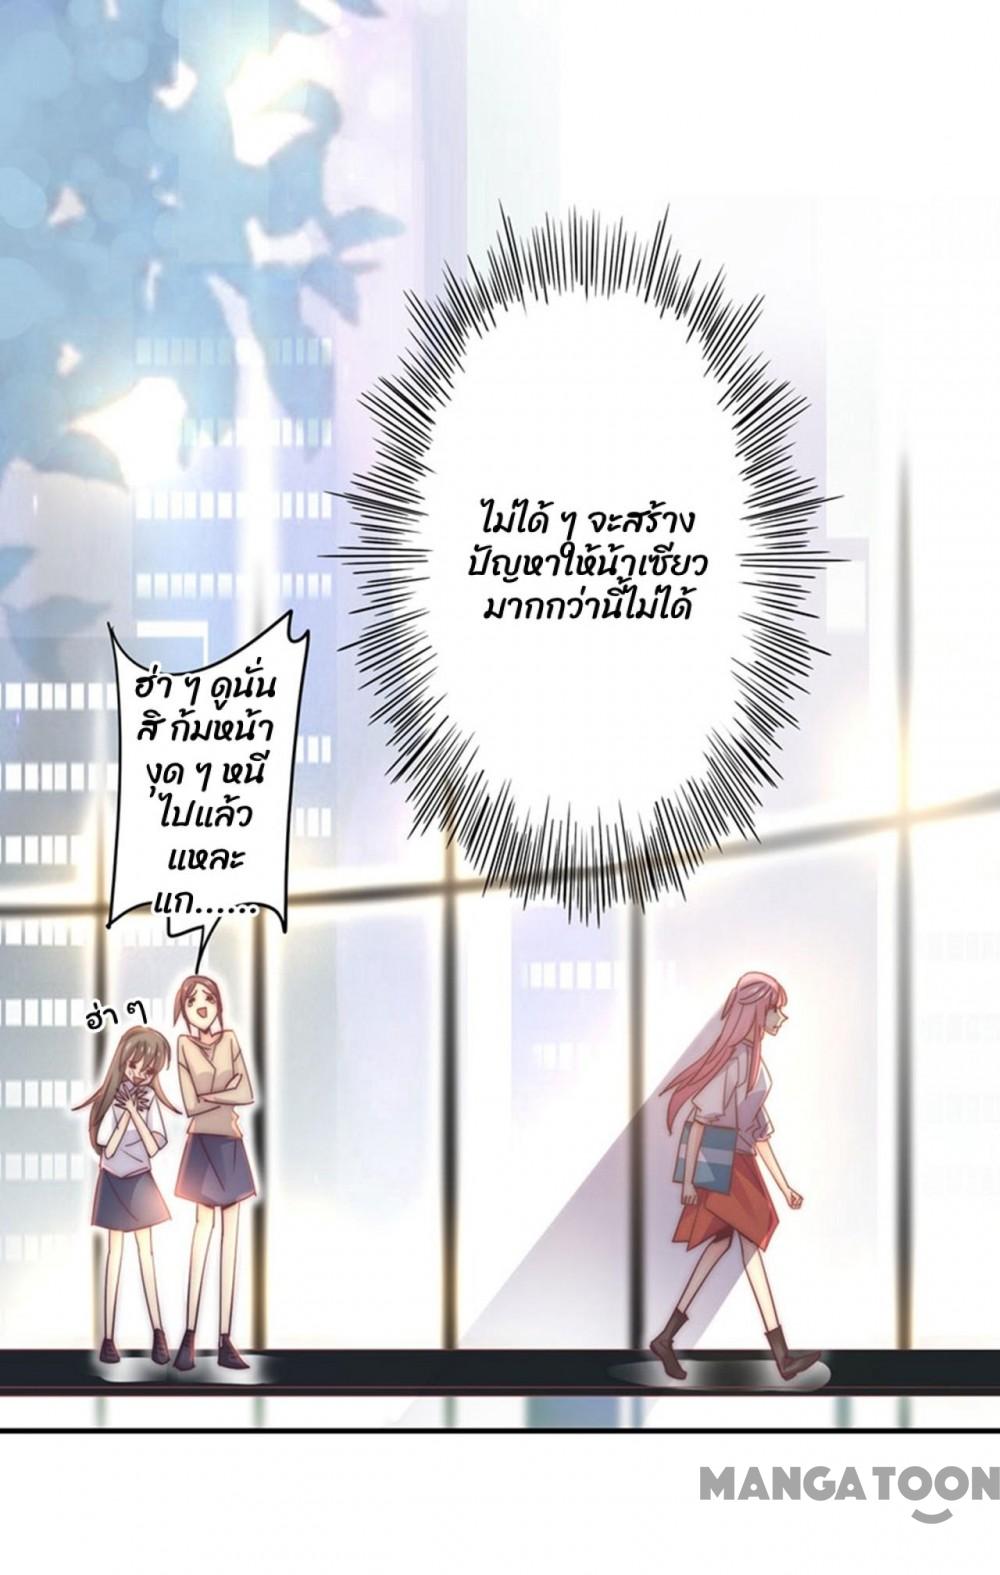 ไม่ได้ ๆ จะสร้าง
ปัญหาให้น้าเซียว
มากกว่านี้ไม่ได้
ฮ่า ๆ ดูนั่น
สิ ก้มหน้า
งุด ๆ หนี
ไปแล้ว
แหละ
แก......
ฮ่า ๆ
MANGATOON